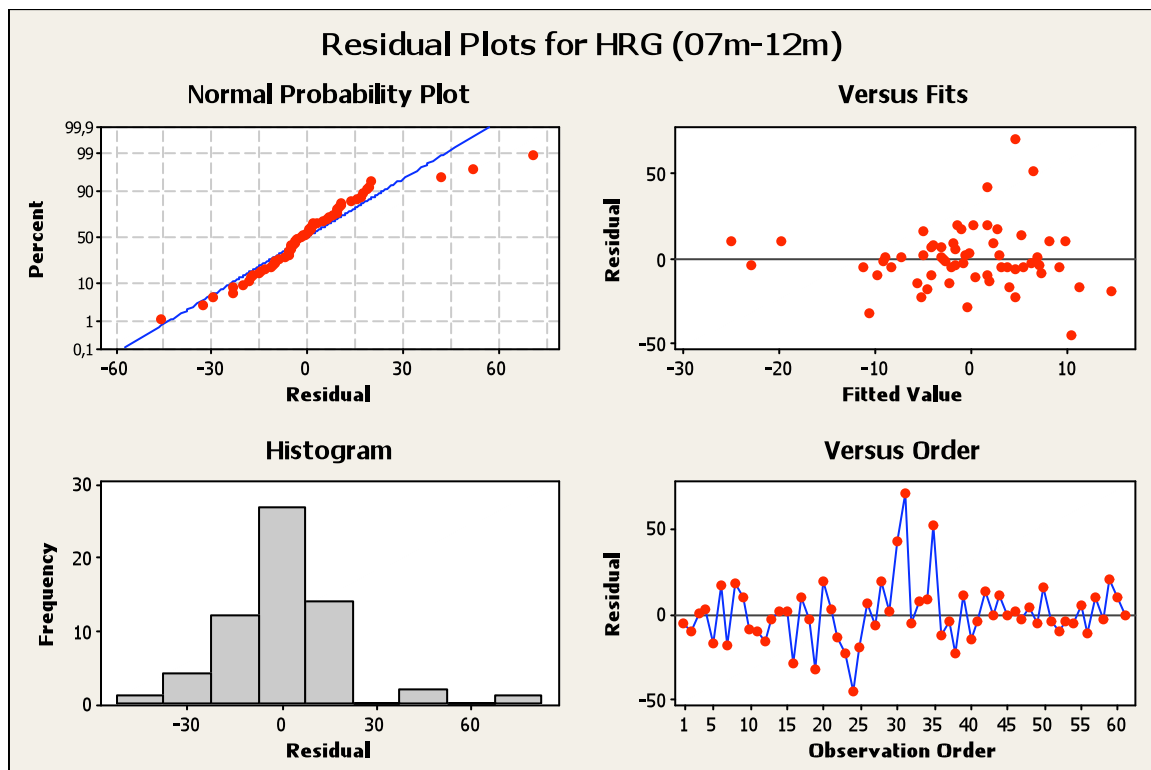 Residual Plots for HRG (07m-12m)
Normal Probability Plot
99,9
99
90
50
10
1
0,1
Percent
-60 -30 0 30 60
Residual
Versus Fits
50
0
-50
Residual
-30 -20 -10 0 10
Fitted Value
Histogram
30
20
10
0
Frequency
-30 0 30 60
Residual
Versus Order
50
0
-50
Residual
1 5 10 15 20 25 30 35 40 45 50 55 60
Observation Order